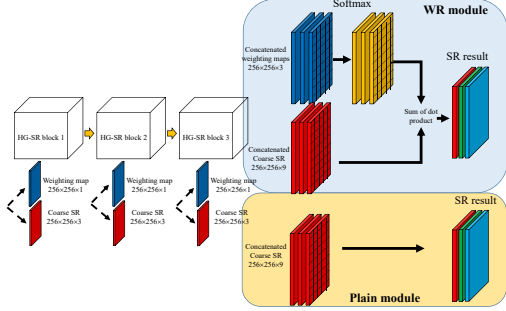 Softmax
WR module
Concatenated
weighting maps
256×256×3
SR result
HG-SR block 1
HG-SR block 2
HG-SR block 3
Sum of dot
product
Concatenated
Coarse SR
256×256×9
Weighting map
256×256×1
Weighting map
256×256×1
Weighting map
256×256×1
Coarse SR
256×256×3
Coarse SR
256×256×3
Coarse SR
256×256×3
SR result
Concatenated
Coarse SR
256×256×9
Plain module